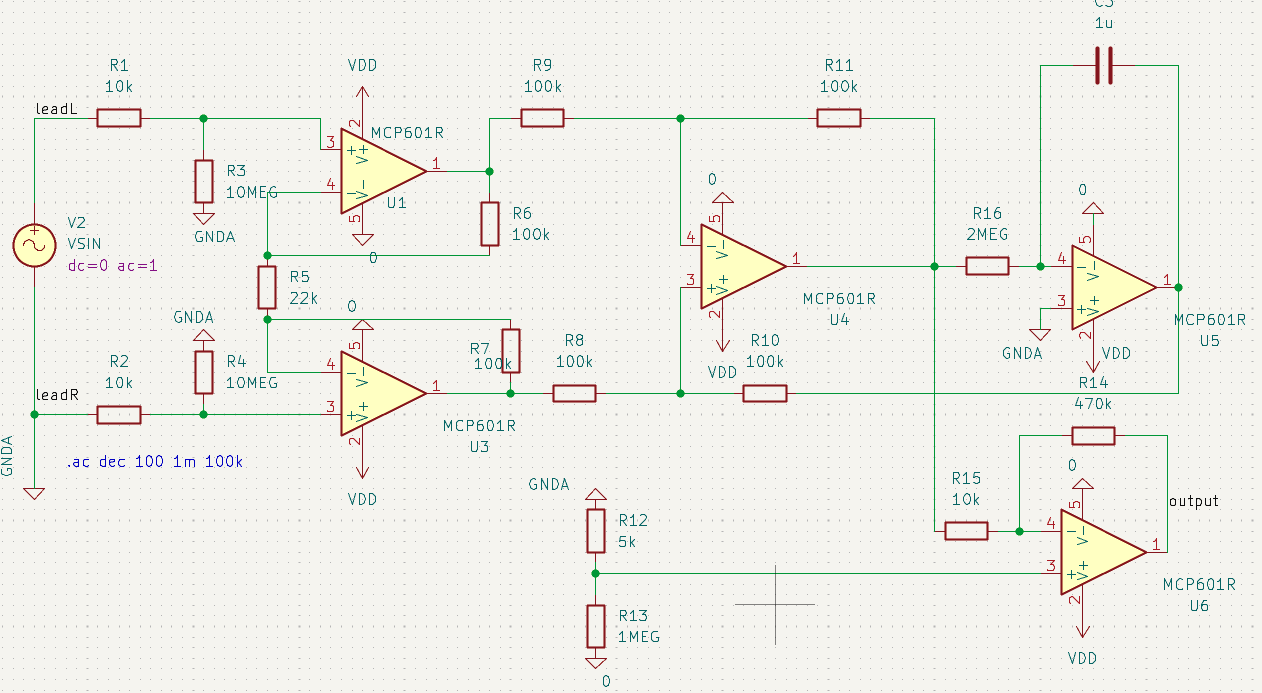 C3
1u
R1
10k
VDD
R9
100k
R11
100k
leadL
2
MCP601R
3
+
+
V
1
R3
10MEG
4
−
V-
U1
5
GNDA
0
R6
100k
0
V2
VSIN
dc=0 ac=1
R5
22k
GNDA
0
R16
2MEG
0
5
4
−
V-
1
3
+
V+
2
MCP601R
U4
5
4
−
V-
1
3
+
V+
2
MCP601R
U5
GNDA
VDD
R2
10k
R4
10MEG
5
R7
100k
R8
100k
VDD
R10
100k
4
−
V-
1
3
+
V+
2
MCP601R
U3
leadR
R14
470k
GNDA
.ac dec 100 1m 100k
VDD
GNDA
R15
10k
0
5
output
R12
5k
4
−
V-
1
3
+
V+
2
MCP601R
U6
R13
1MEG
VDD
0